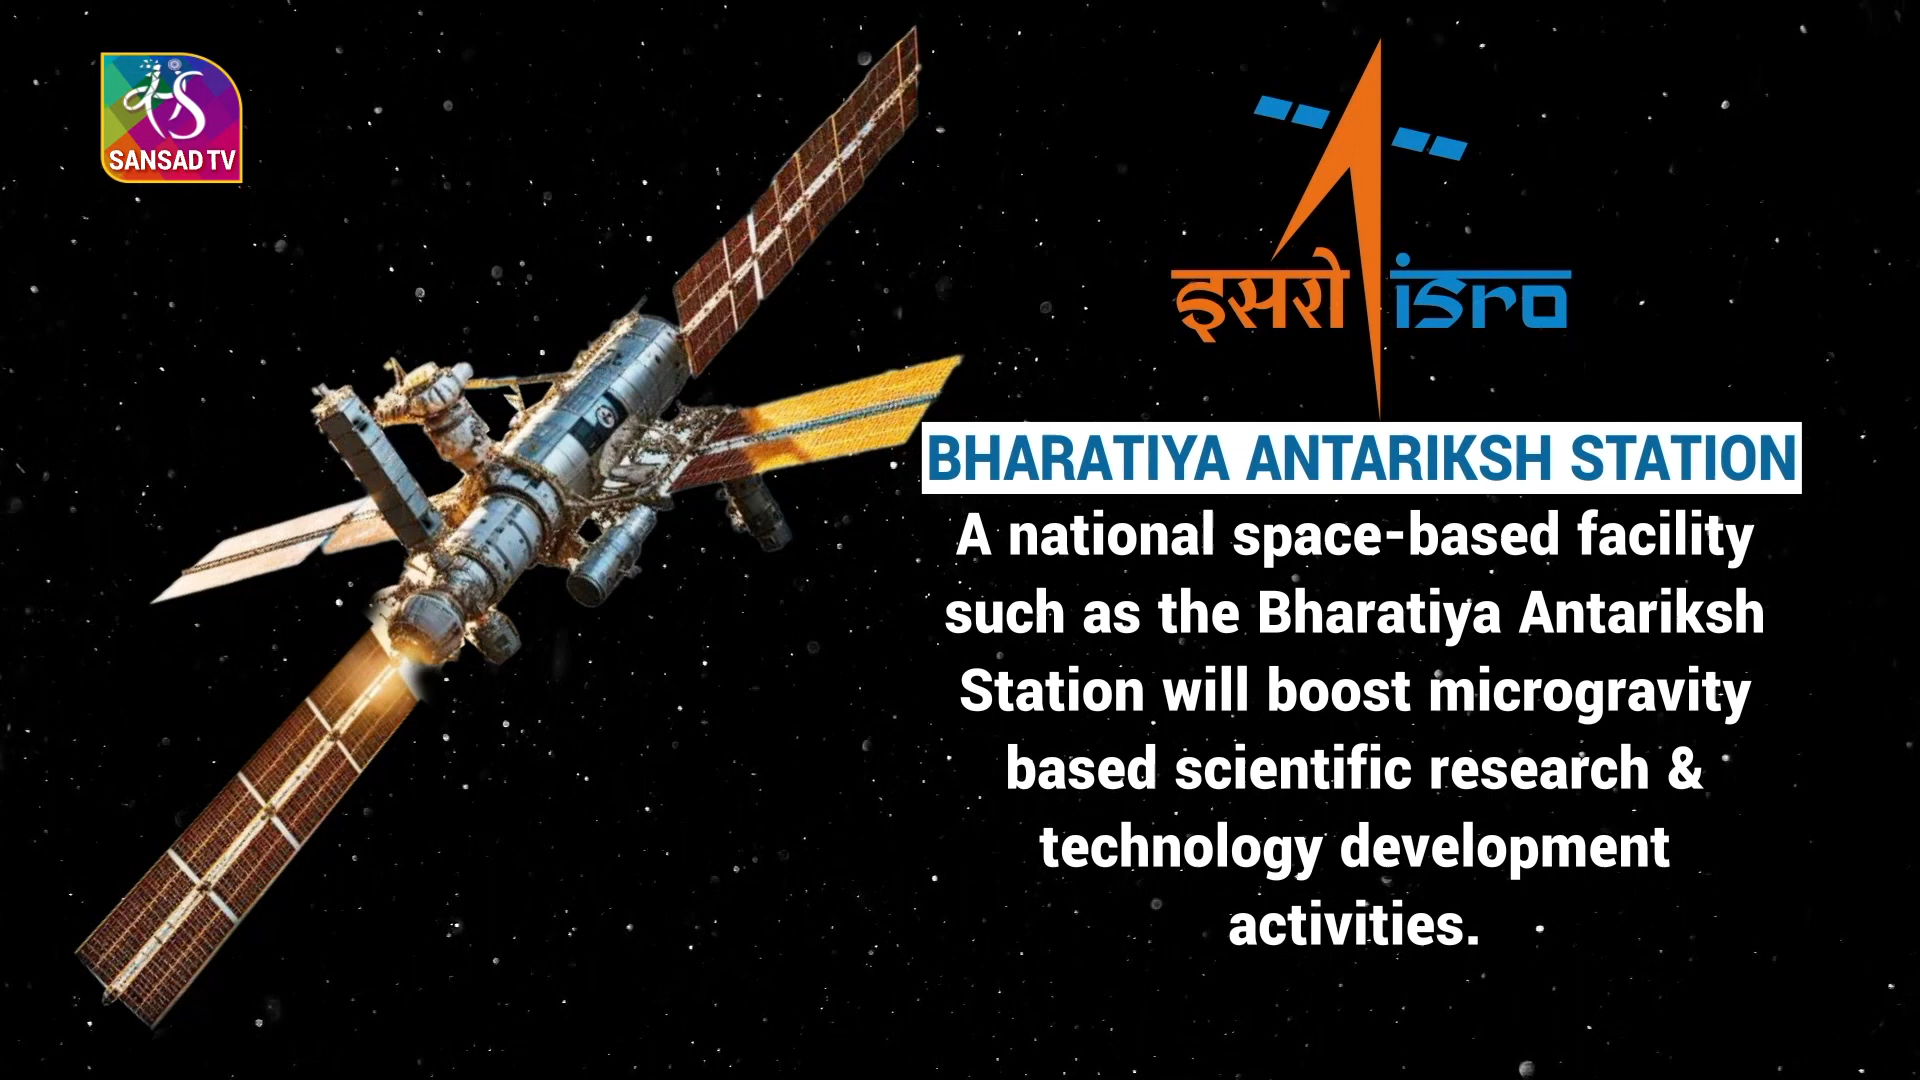 SANSAD TV
इसरो isro
BHARATIYA ANTARIKSH STATION
A national space-based facility
such as the Bharatiya Antariksh
Station will boost microgravity
based scientific research &
technology development
activities.